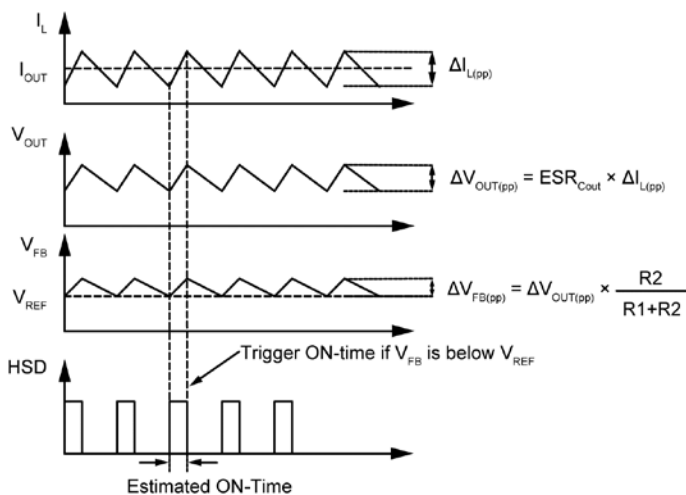 I_L
I_OUT
ΔI_L(pp)
V_OUT
ΔV_OUT(pp) = ESR_Cout × ΔI_L(pp)
V_FB
V_REF
ΔV_FB(pp) = ΔV_OUT(pp) × R2
R1+R2
Trigger ON-time if V_FB is below V_REF
HSD
Estimated ON-Time